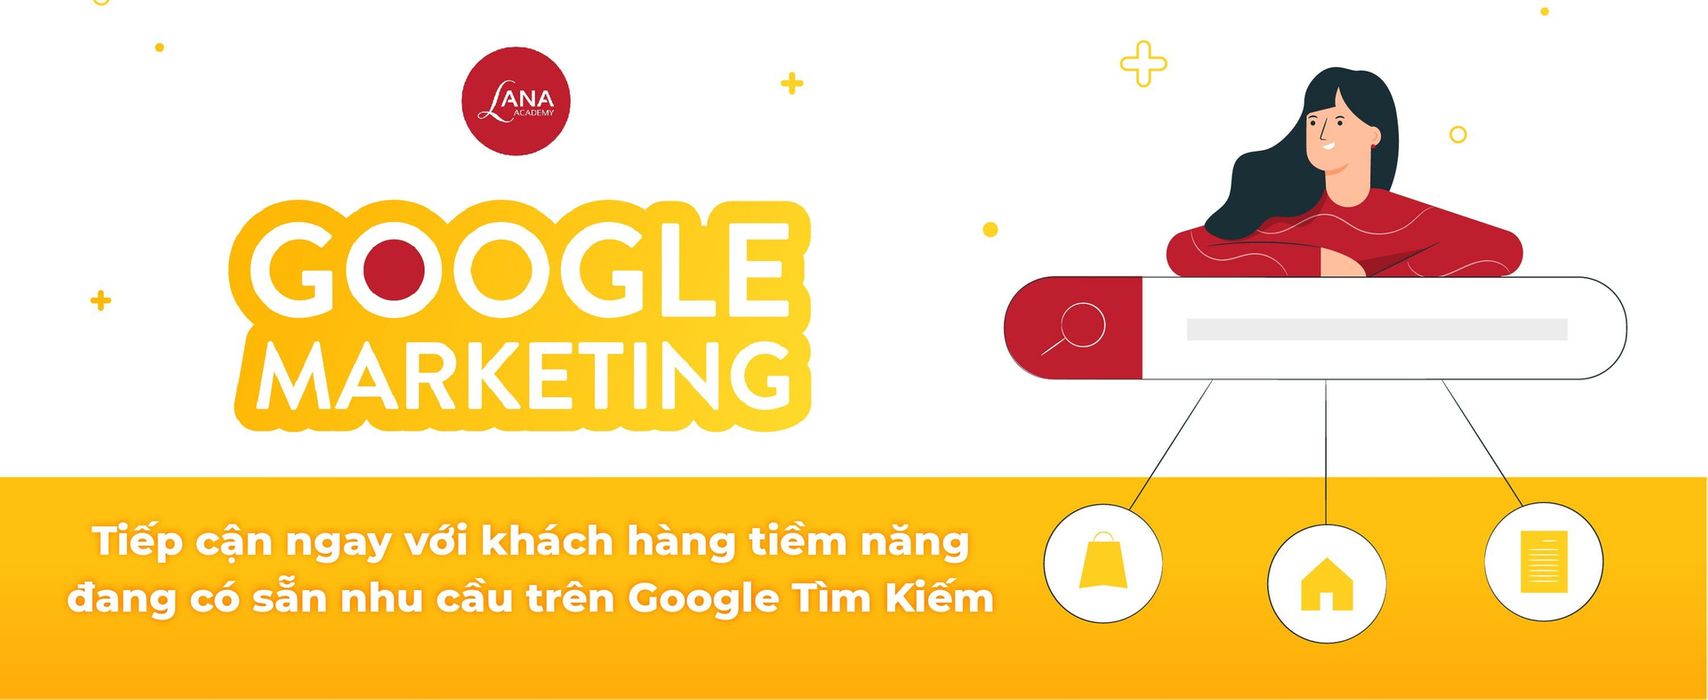 LANA
ACADEMY
GOOGLE
MARKETING
Tiếp cận ngay với khách hàng tiềm năng
đang có sẵn nhu cầu trên Google Tìm Kiếm